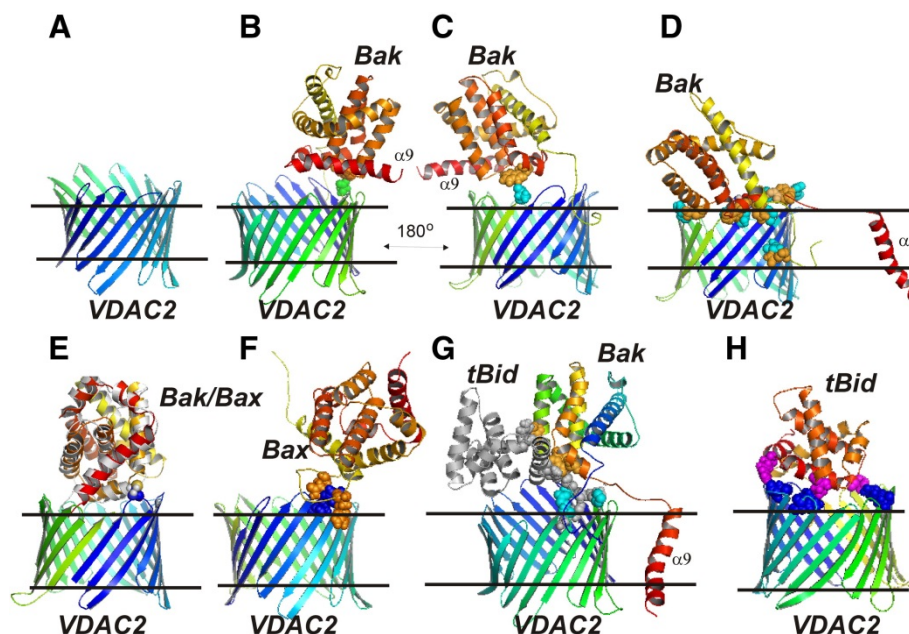 A B C D
Bak Bak Bak
α9 α9
180° α
VDAC2 VDAC2 VDAC2 VDAC2
E F G H
Bak/Bax Bax tBid Bak tBid
α9
VDAC2 VDAC2 VDAC2 VDAC2